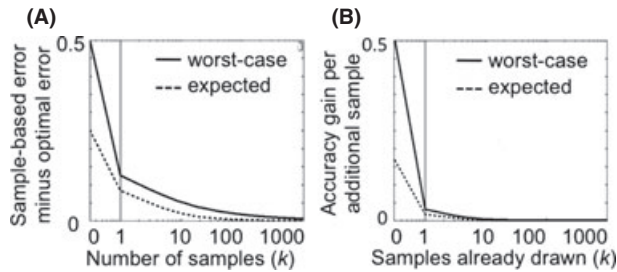 (A)
0.5
worst-case
expected
Sample-based error
minus optimal error
0
0 1 10 100 1000
Number of samples (k)
(B)
0.5
worst-case
expected
Accuracy gain per
additional sample
0
0 1 10 100 1000
Samples already drawn (k)